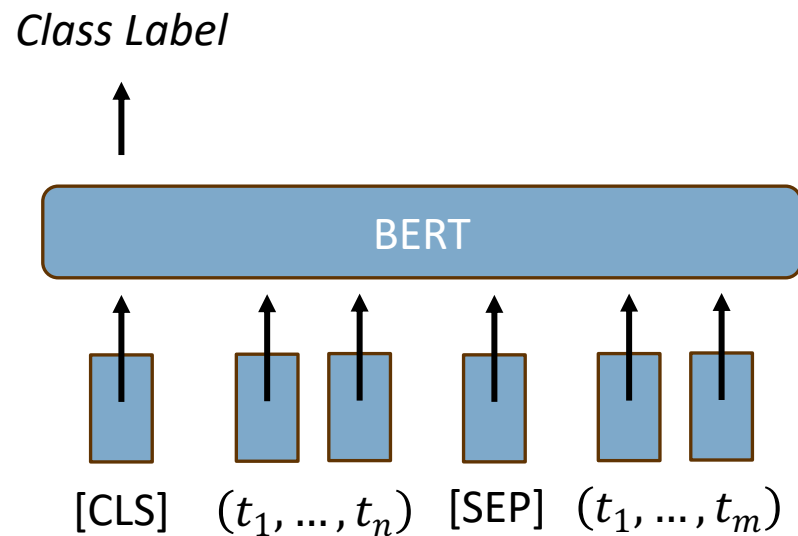 Class Label
BERT
[CLS] (t₁, ..., tₙ) [SEP] (t₁, ..., tₘ)